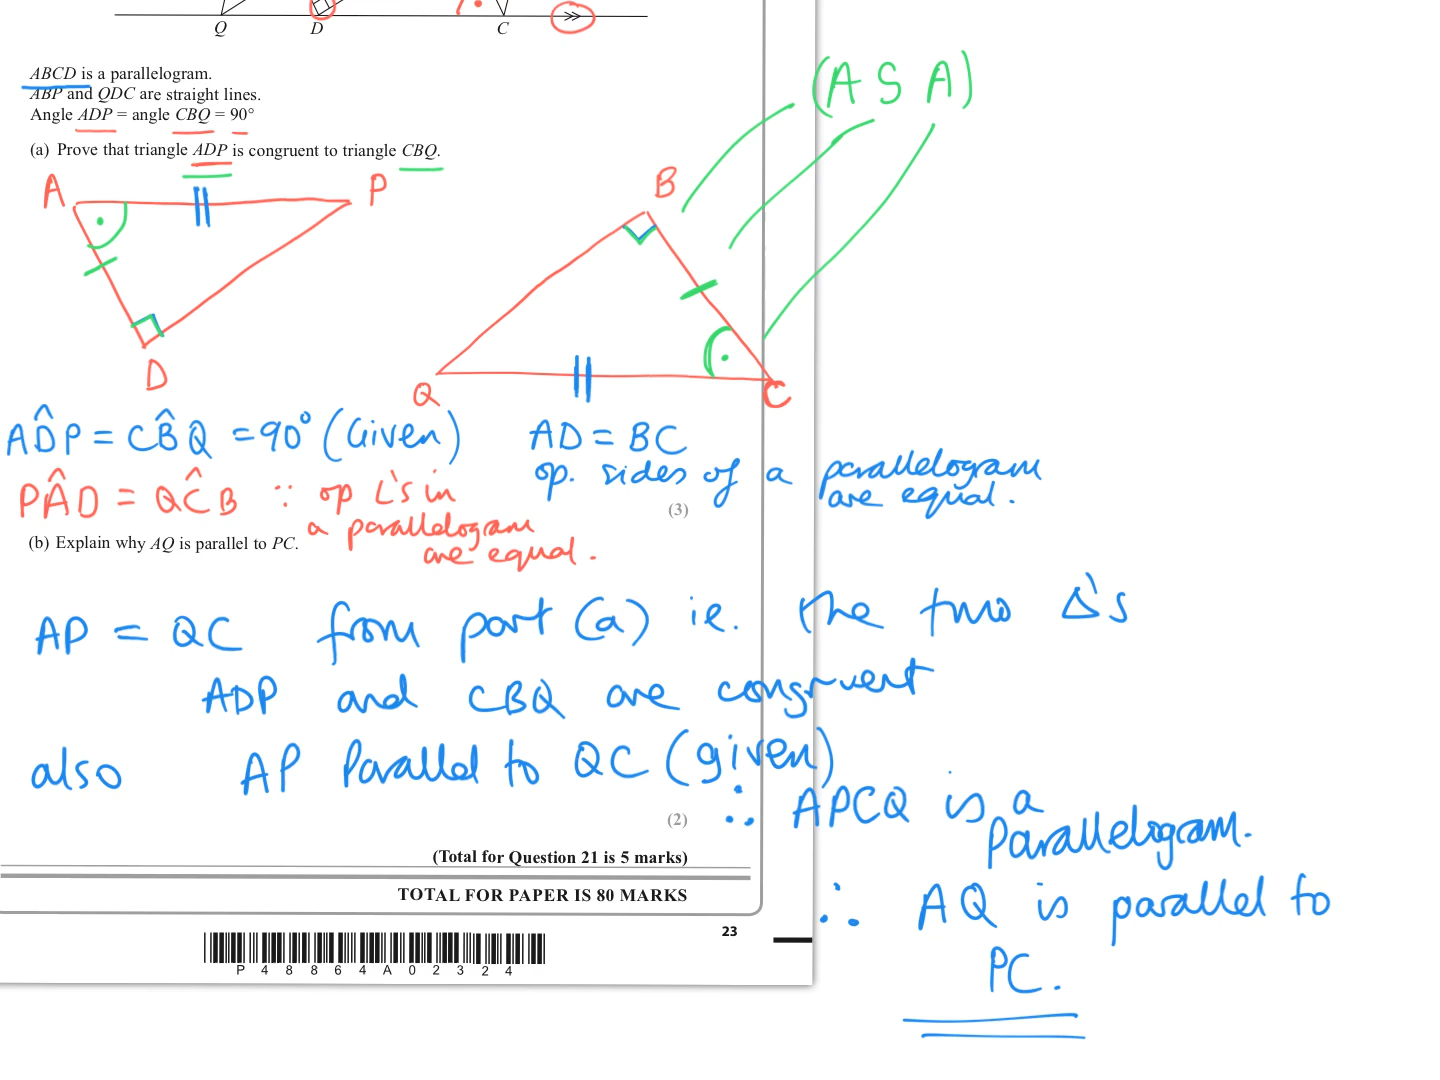 Q D C
ABCD is a parallelogram.
ABP and QDC are straight lines.
Angle ADP = angle CBQ = 90°
(a) Prove that triangle ADP is congruent to triangle CBQ.
(A S A)
A P
D
B
Q C
AD̂P = CB̂Q = 90° (Given)
PÂD = QĈB ∵ op L's in
a parallelogram
are equal.
AD = BC
op. sides of a parallelogram
are equal.
(3)
(b) Explain why AQ is parallel to PC.
AP = QC from part (a) ie. the two Δ's
ADP and CBQ are congruent
also AP Parallel to QC (given)
∴ APCQ is a
Parallelogram.
(2)
(Total for Question 21 is 5 marks)
TOTAL FOR PAPER IS 80 MARKS
∴ AQ is parallel to
PC.
23
P 4 8 8 6 4 A 0 2 3 2 4